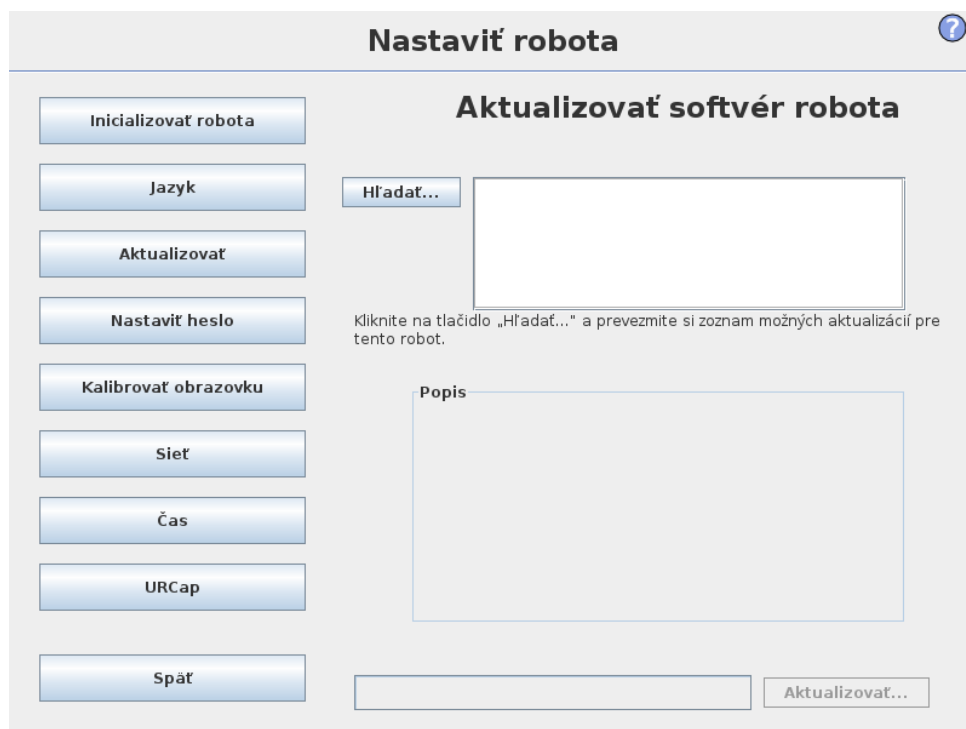 Nastaviť robota
?
Inicializovať robota
Jazyk
Aktualizovať
Nastaviť heslo
Kalibrovať obrazovku
Sieť
Čas
URCap
Späť
Aktualizovať softvér robota
Hľadať...
Kliknite na tlačidlo „Hľadať..." a prevezmite si zoznam možných aktualizácií pre
tento robot.
Popis
Aktualizovať...